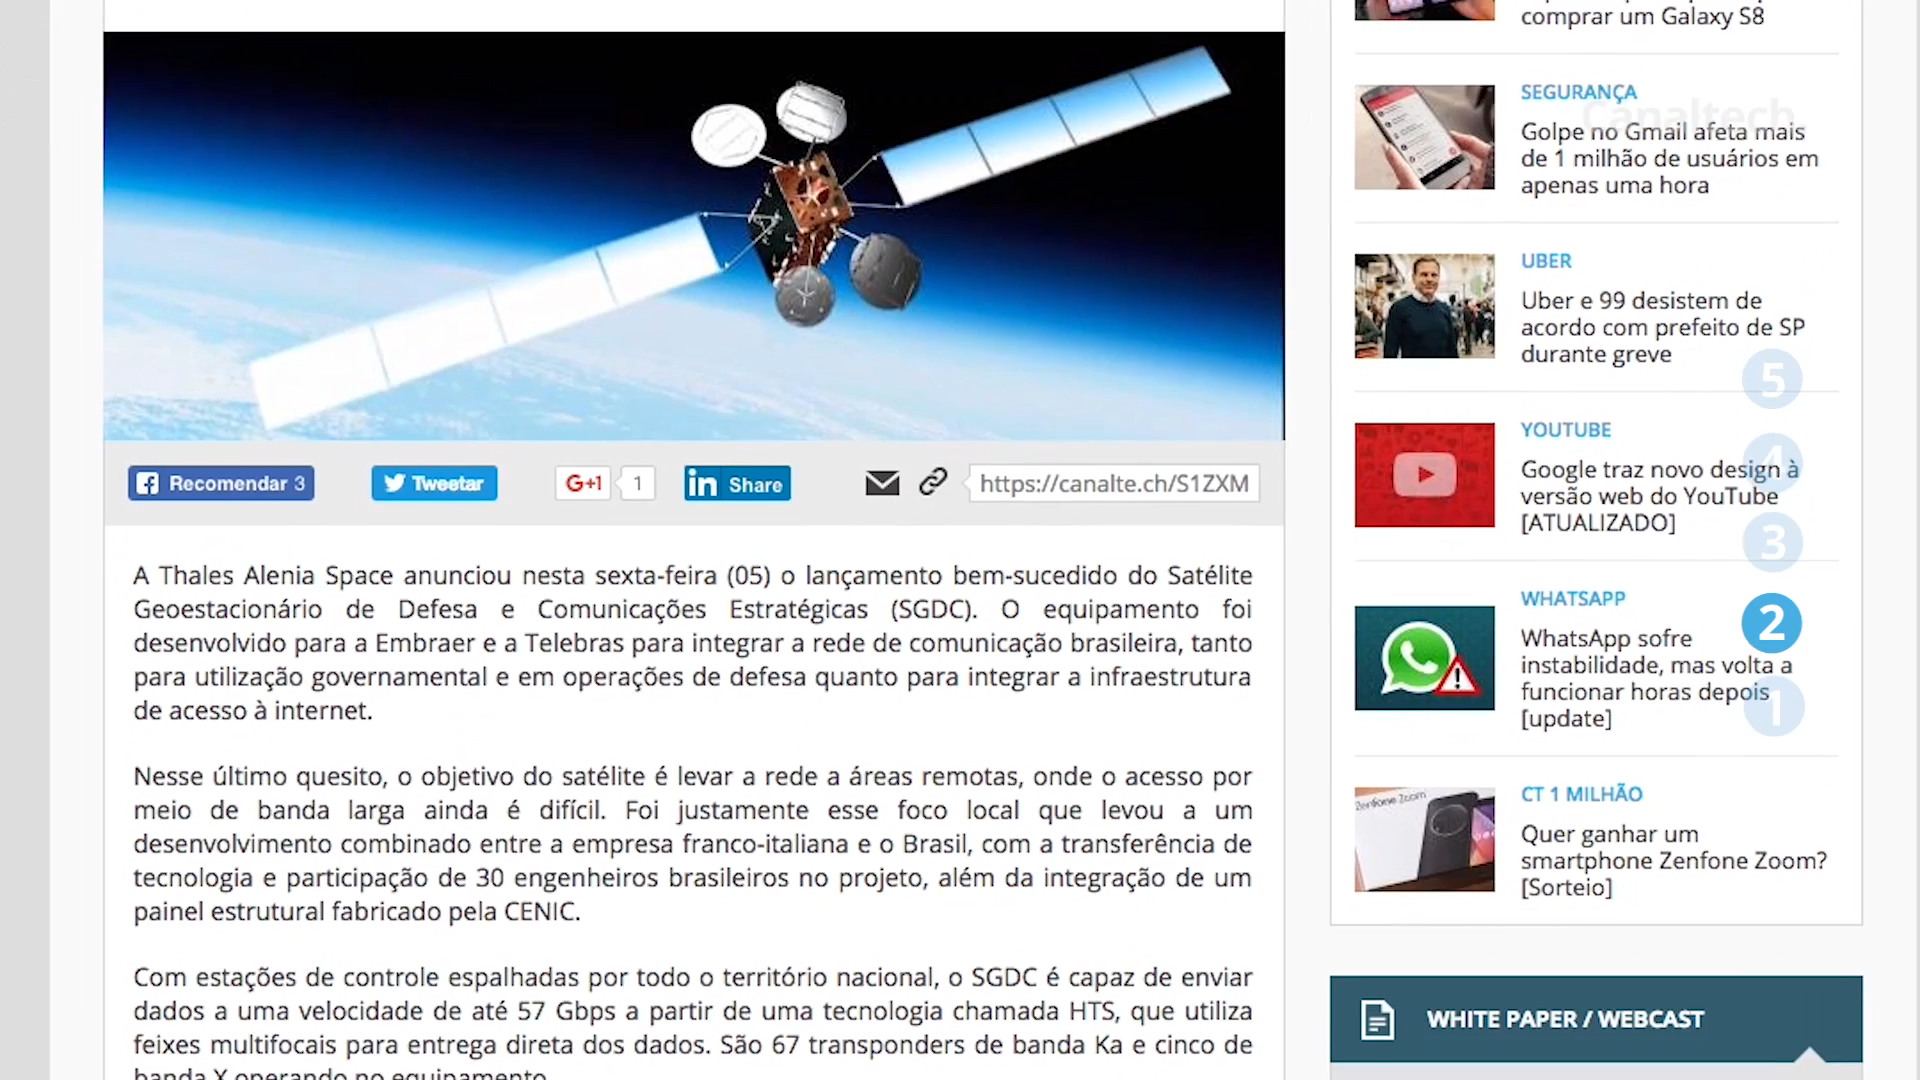 comprar um Galaxy S8
SEGURANÇA
Canaltech
Golpe no Gmail afeta mais
de 1 milhão de usuários em
apenas uma hora
UBER
Uber e 99 desistem de
acordo com prefeito de SP
durante greve
5
YOUTUBE
Google traz novo design à
versão web do YouTube
[ATUALIZADO]
4
3
WHATSAPP
WhatsApp sofre
instabilidade, mas volta a
funcionar horas depois
[update]
2
1
CT 1 MILHÃO
Zenfone Zoom
Quer ganhar um
smartphone Zenfone Zoom?
[Sorteio]
WHITE PAPER / WEBCAST
Recomendar 3
Tweetar
G+1
1
in Share
https://canalte.ch/S1ZXM
A Thales Alenia Space anunciou nesta sexta-feira (05) o lançamento bem-sucedido do Satélite
Geoestacionário de Defesa e Comunicações Estratégicas (SGDC). O equipamento foi
desenvolvido para a Embraer e a Telebras para integrar a rede de comunicação brasileira, tanto
para utilização governamental e em operações de defesa quanto para integrar a infraestrutura
de acesso à internet.
Nesse último quesito, o objetivo do satélite é levar a rede a áreas remotas, onde o acesso por
meio de banda larga ainda é difícil. Foi justamente esse foco local que levou a um
desenvolvimento combinado entre a empresa franco-italiana e o Brasil, com a transferência de
tecnologia e participação de 30 engenheiros brasileiros no projeto, além da integração de um
painel estrutural fabricado pela CENIC.
Com estações de controle espalhadas por todo o território nacional, o SGDC é capaz de enviar
dados a uma velocidade de até 57 Gbps a partir de uma tecnologia chamada HTS, que utiliza
feixes multifocais para entrega direta dos dados. São 67 transponders de banda Ka e cinco de
banda X operando no equipamento.